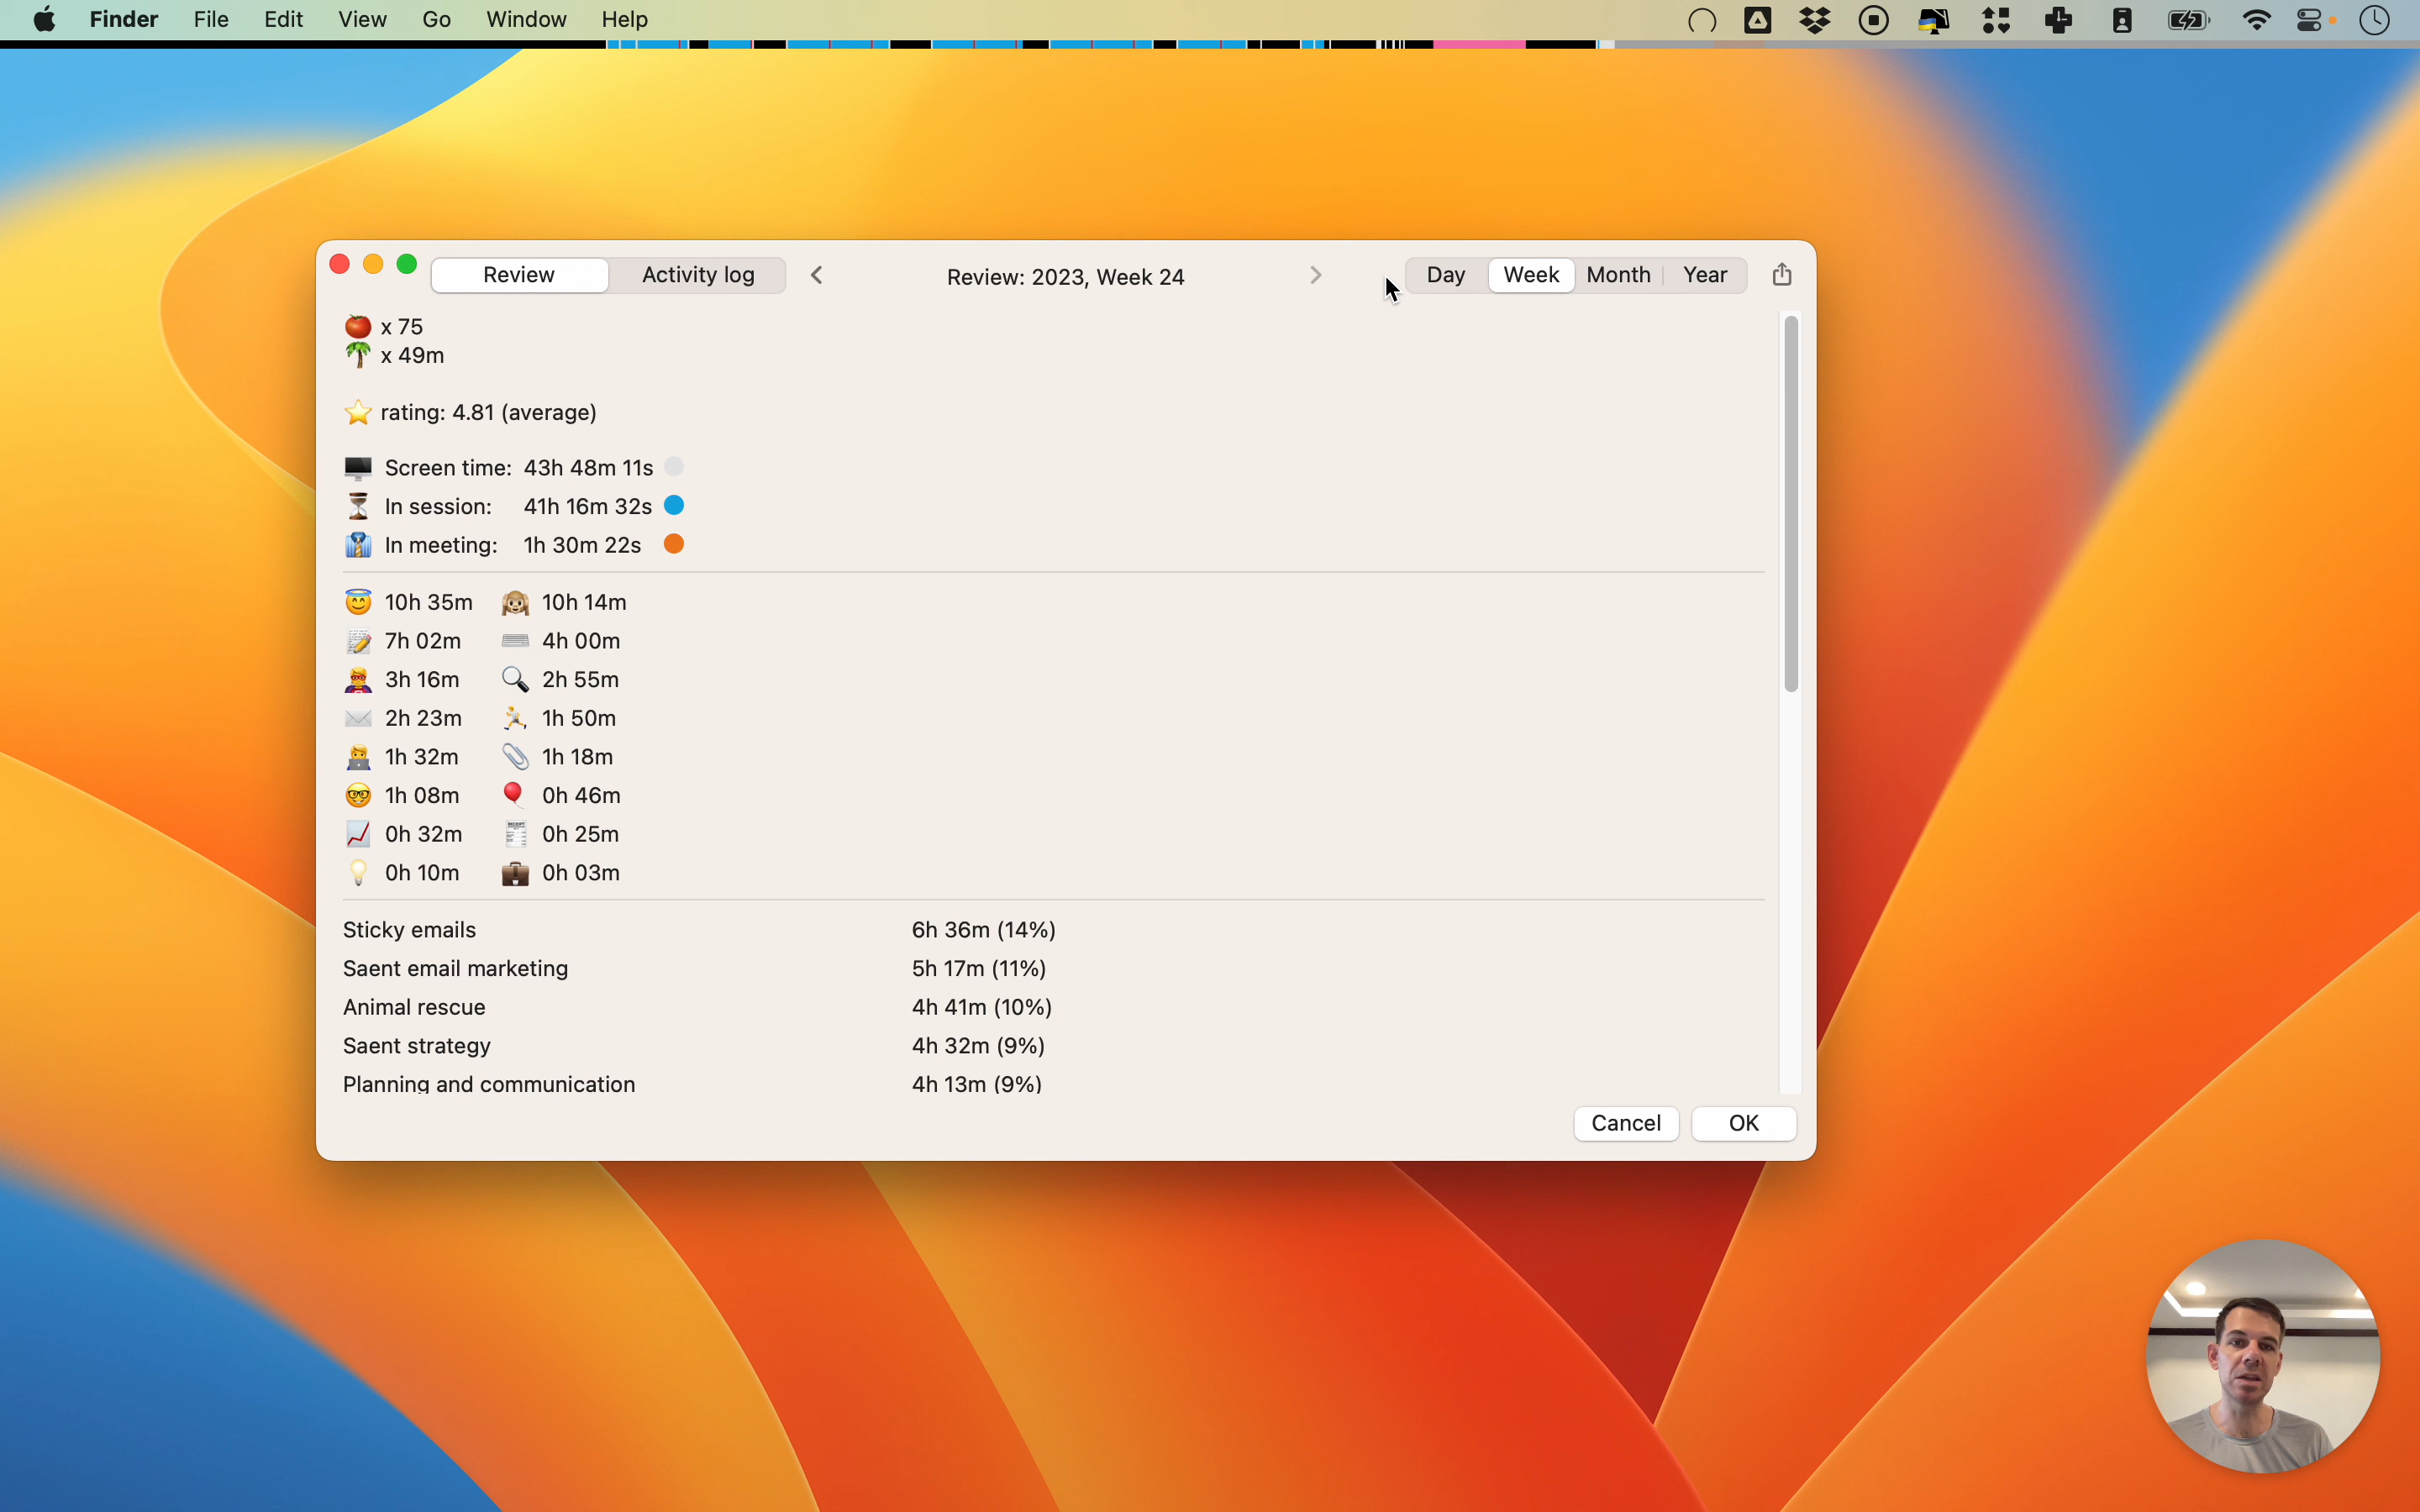 Finder File Edit View Go Window Help
Review Activity log Review: 2023, Week 24 Day Week Month Year
x 75
x 49m
rating: 4.81 (average)
Screen time: 43h 48m 11s
In session: 41h 16m 32s
In meeting: 1h 30m 22s
10h 35m 10h 14m
7h 02m 4h 00m
3h 16m 2h 55m
2h 23m 1h 50m
1h 32m 1h 18m
1h 08m 0h 46m
0h 32m 0h 25m
0h 10m 0h 03m
Sticky emails 6h 36m (14%)
Saent email marketing 5h 17m (11%)
Animal rescue 4h 41m (10%)
Saent strategy 4h 32m (9%)
Planning and communication 4h 13m (9%)
Cancel OK